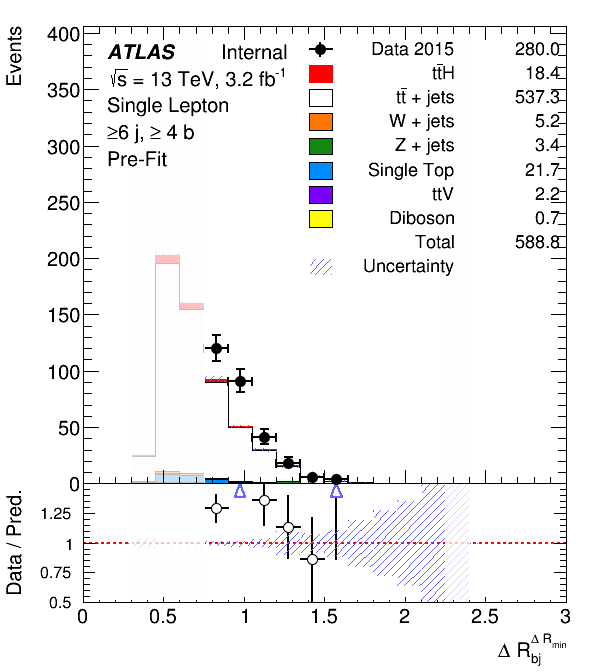 Events
ATLAS Internal
√s = 13 TeV, 3.2 fb⁻¹
Single Lepton
≥6 j, ≥ 4 b
Pre-Fit
Data 2015 280.0
tt̄H 18.4
tt̄ + jets 537.3
W + jets 5.2
Z + jets 3.4
Single Top 21.7
ttV 2.2
Diboson 0.7
Total 588.8
Uncertainty
400
350
300
250
200
150
100
50
0
Data / Pred.
1.25
1
0.75
0.5
0 0.5 1 1.5 2 2.5 3
Δ R_bj^Δ R_min